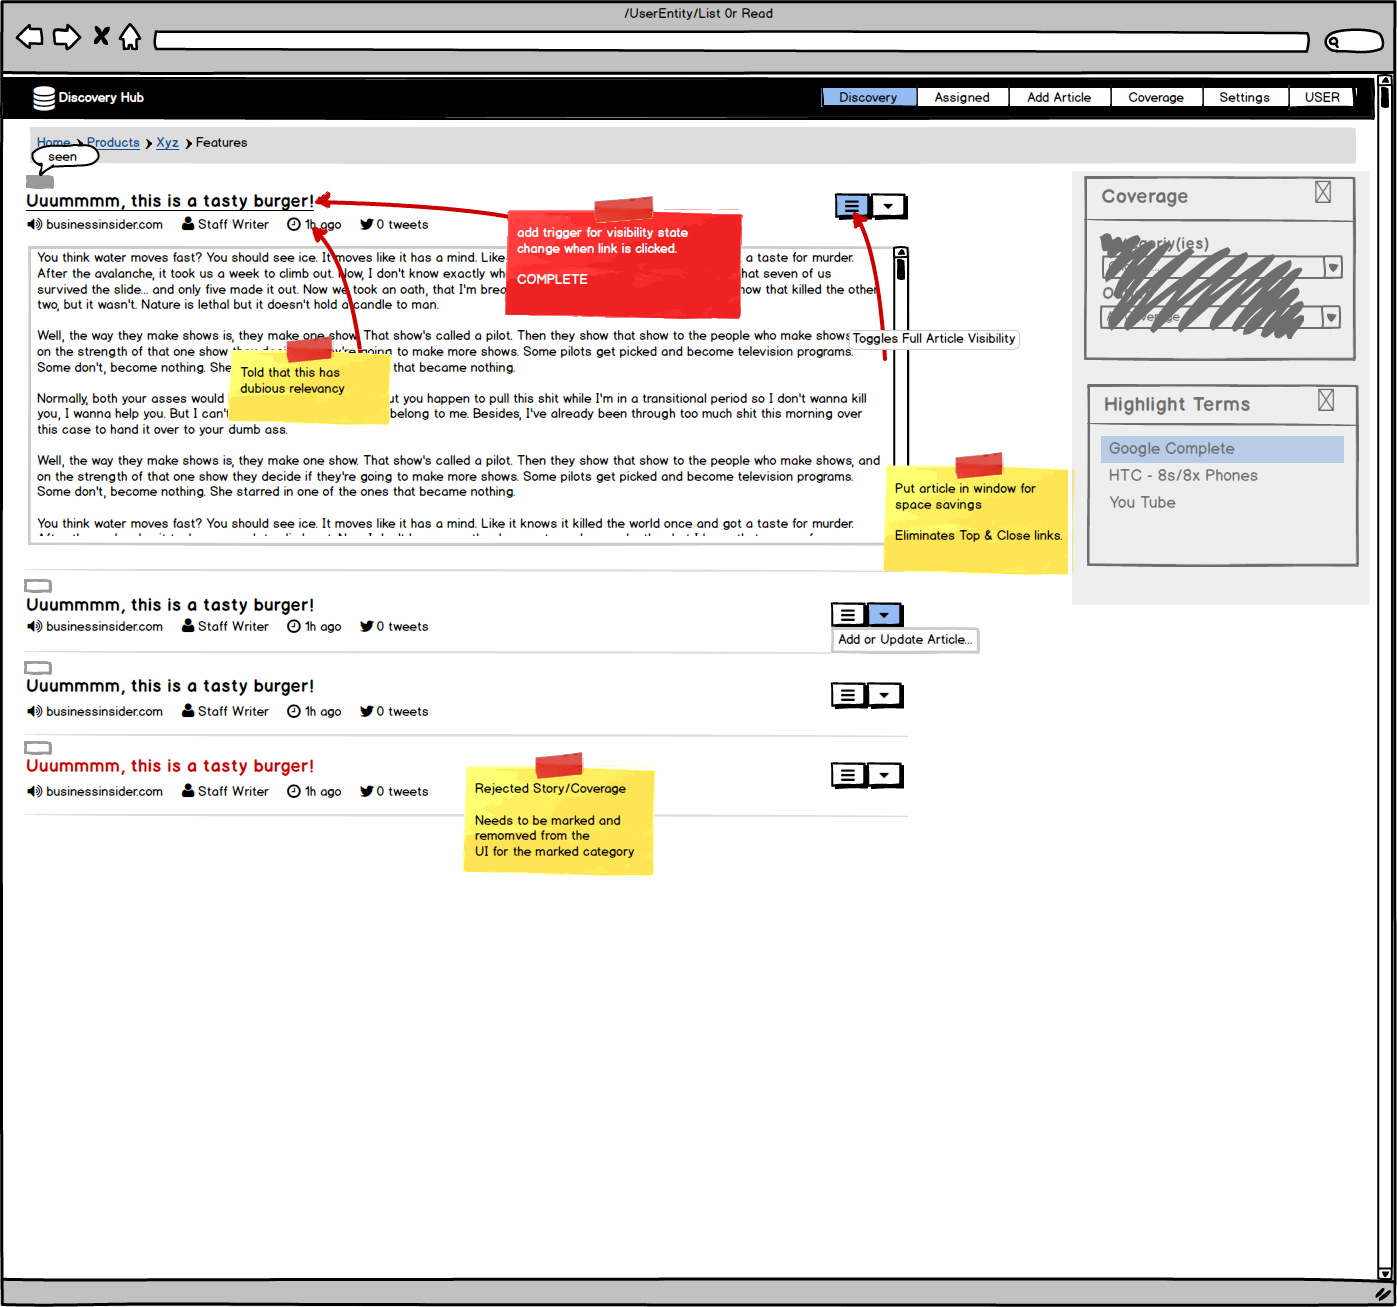 /UserEntity/List Or Read
Discovery Hub
Discovery
Assigned
Add Article
Coverage
Settings
USER
Home > Products > Xyz > Features
seen
Uuummmm, this is a tasty burger!
businessinsider.com Staff Writer 1h ago 0 tweets
add trigger for visibility state
change when link is clicked.
COMPLETE
You think water moves fast? You should see ice. It moves like it has a mind. Like a taste for murder.
After the avalanche, it took us a week to climb out. Now, I don't know exactly that seven of us
survived the slide... and only five made it out. Now we took an oath, that I'm now that killed the other
two, but it wasn't. Nature is lethal but it doesn't hold a candle to man.
Well, the way they make shows is, they make one show. That show's called a pilot. Then they show that show to the people who make shows
Toggles Full Article Visibility
on the strength of that one show they're going to make more shows. Some pilots get picked and become television programs.
Some don't, become nothing. She that became nothing.
Told that this has
dubious relevancy
Normally, both your asses would but you happen to pull this shit while I'm in a transitional period so I don't wanna kill
you, I wanna help you. But I can't belong to me. Besides, I've already been through too much shit this morning over
this case to hand it over to your dumb ass.
Well, the way they make shows is, they make one show. That show's called a pilot. Then they show that show to the people who make shows, and
on the strength of that one show they decide if they're going to make more shows. Some pilots get picked and become television programs.
Some don't, become nothing. She starred in one of the ones that became nothing.
You think water moves fast? You should see ice. It moves like it has a mind. Like it knows it killed the world once and got a taste for murder.
Put article in window for
space savings
Eliminates Top & Close links.
Coverage
Highlight Terms
Google Complete
HTC - 8s/8x Phones
You Tube
Uuummmm, this is a tasty burger!
businessinsider.com Staff Writer 1h ago 0 tweets
Add or Update Article...
Uuummmm, this is a tasty burger!
businessinsider.com Staff Writer 1h ago 0 tweets
Uuummmm, this is a tasty burger!
businessinsider.com Staff Writer 1h ago 0 tweets
Rejected Story/Coverage
Needs to be marked and
remomved from the
UI for the marked category